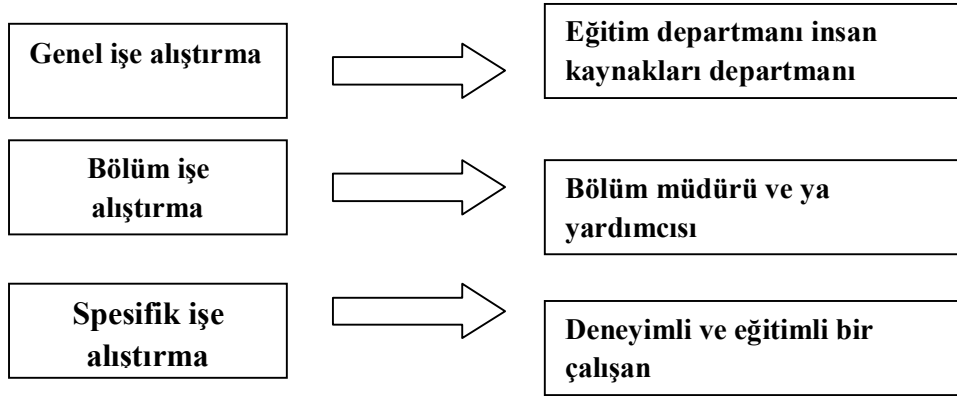 Genel işe alıştırma
Eğitim departmanı insan
kaynakları departmanı
Bölüm işe
alıştırma
Bölüm müdürü ve ya
yardımcısı
Spesifik işe
alıştırma
Deneyimli ve eğitimli bir
çalışan